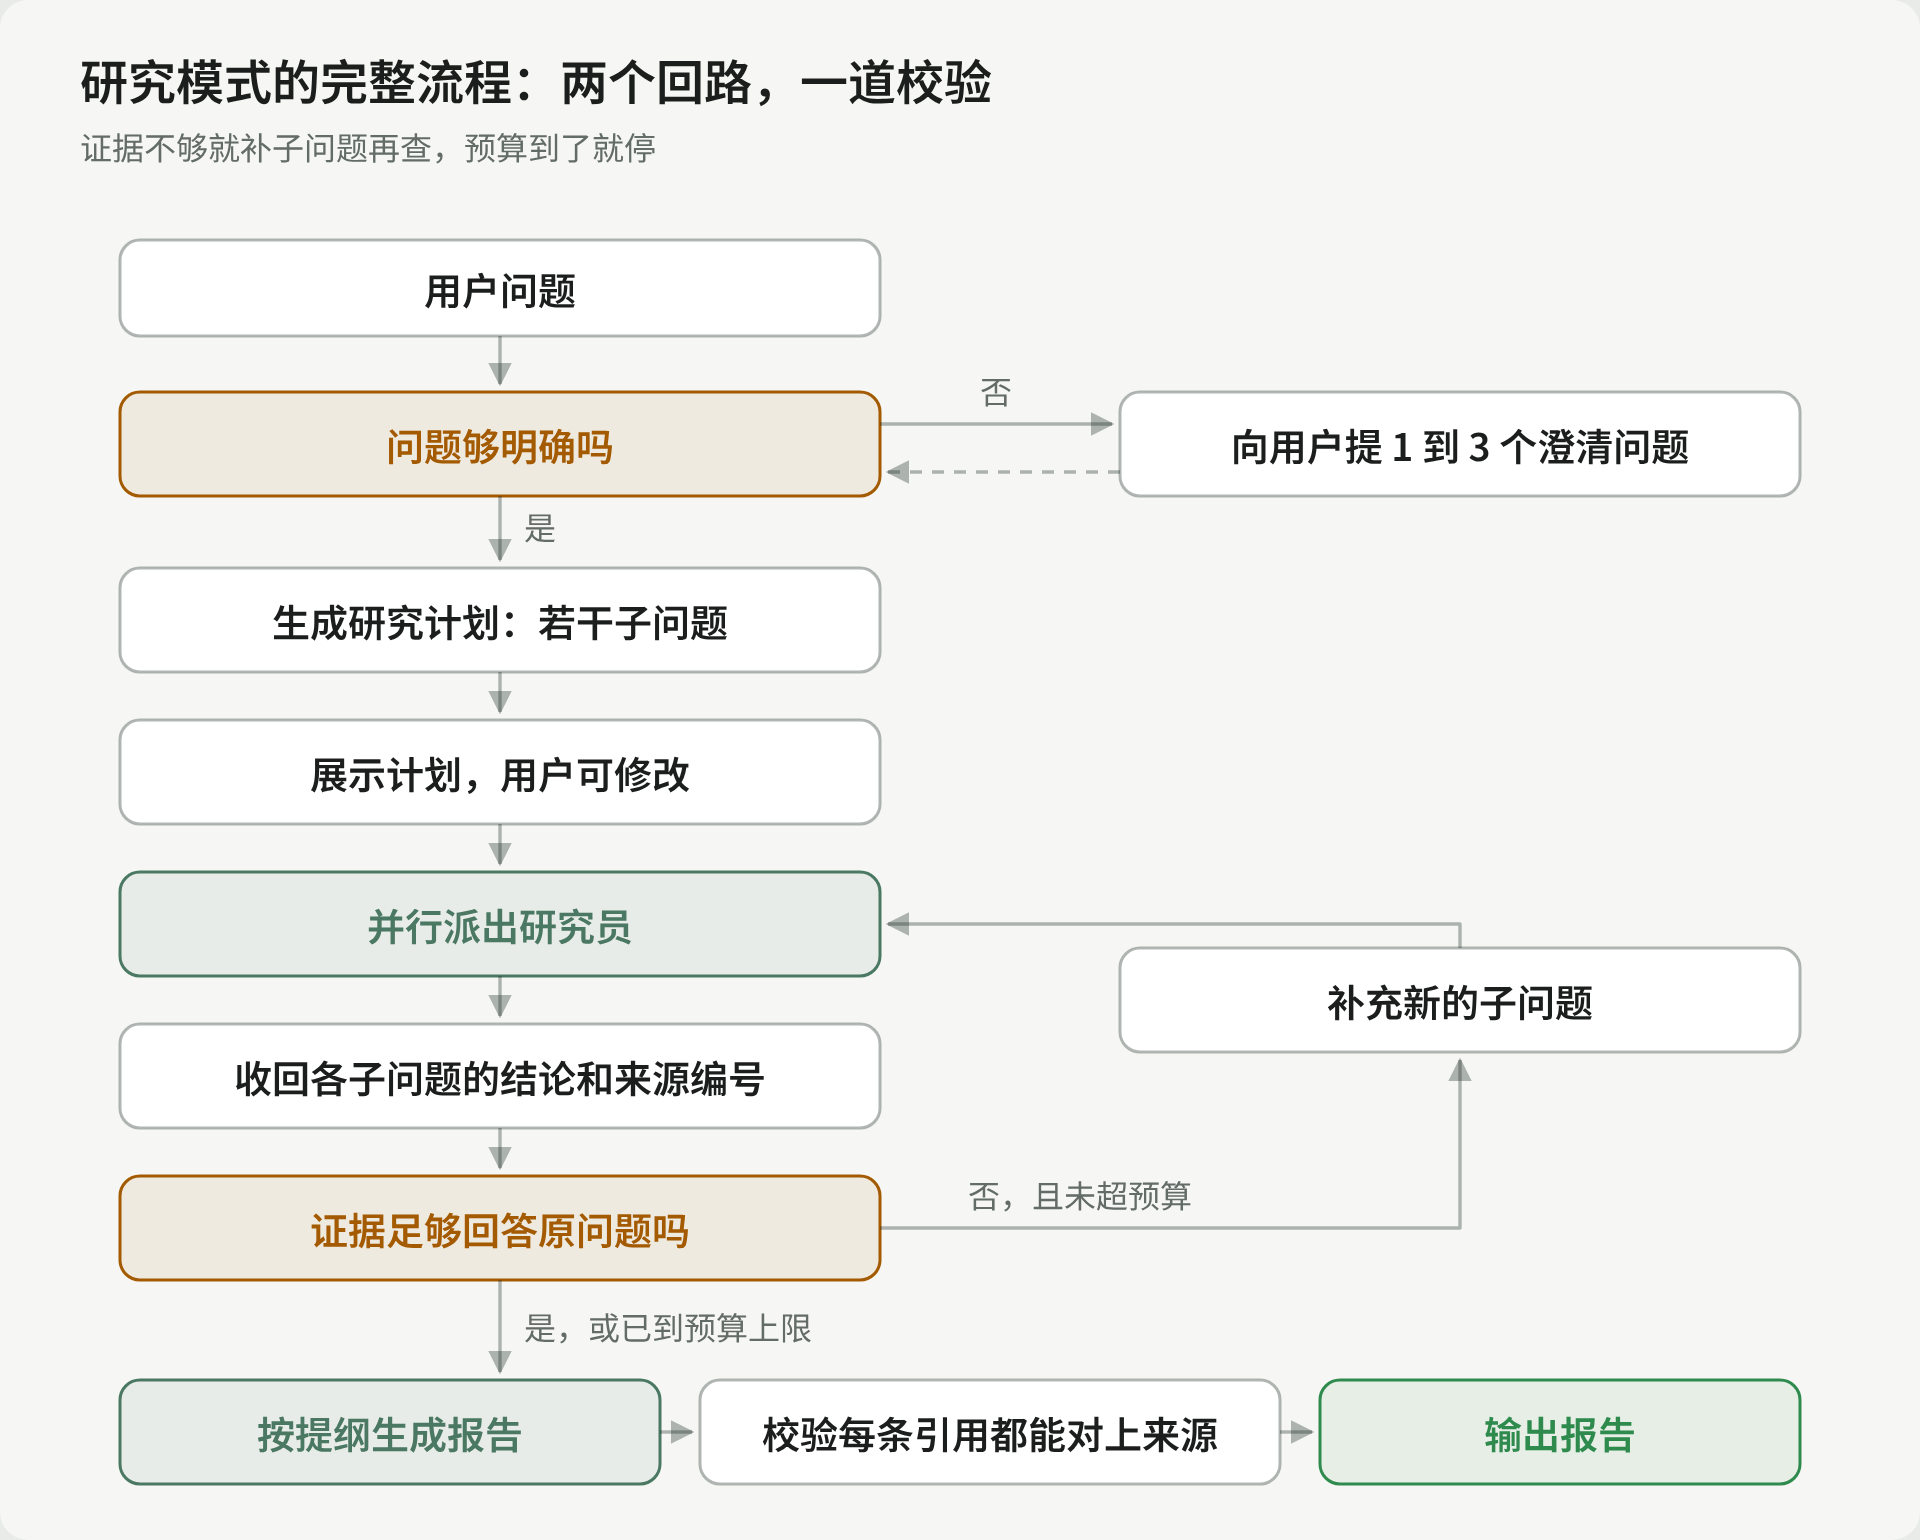 研究模式的完整流程：两个回路，一道校验
证据不够就补子问题再查，预算到了就停
用户问题
问题够明确吗
否
向用户提 1 到 3 个澄清问题
是
生成研究计划：若干子问题
展示计划，用户可修改
并行派出研究员
补充新的子问题
收回各子问题的结论和来源编号
证据足够回答原问题吗
否，且未超预算
是，或已到预算上限
按提纲生成报告
校验每条引用都能对上来源
输出报告